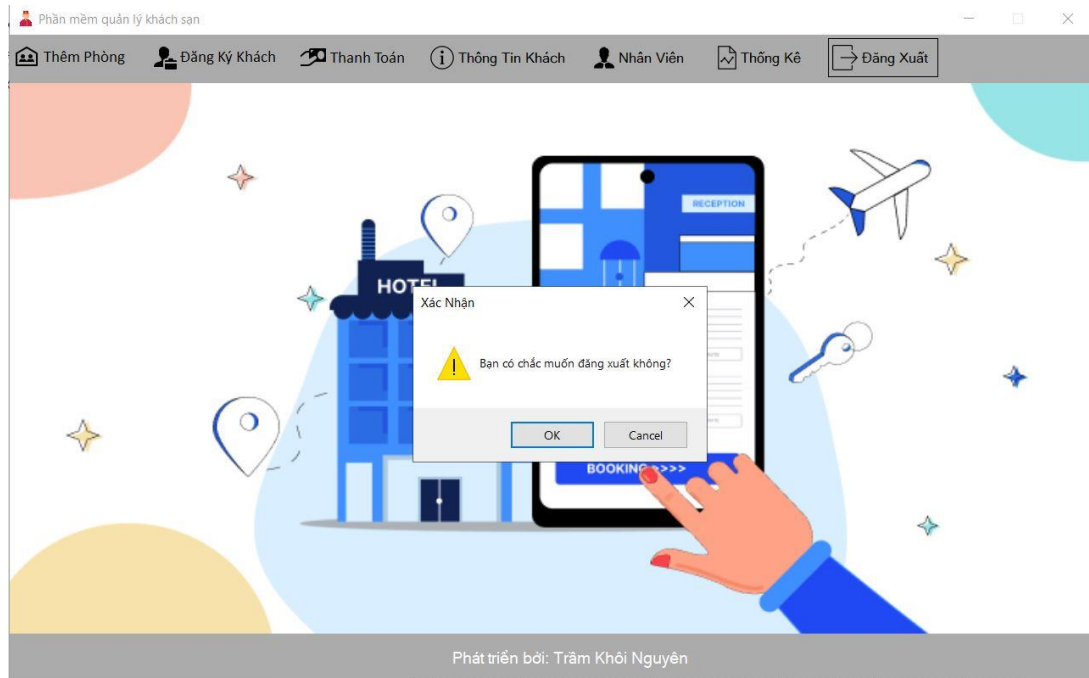 Phần mềm quản lý khách sạn
Thêm Phòng Đăng Ký Khách Thanh Toán Thông Tin Khách Nhân Viên Thống Kê Đăng Xuất
RECEPTION
HOTEL
Xác Nhận
Bạn có chắc muốn đăng xuất không?
OK Cancel
BOOKING >>>>
Phát triển bởi: Trầm Khôi Nguyên